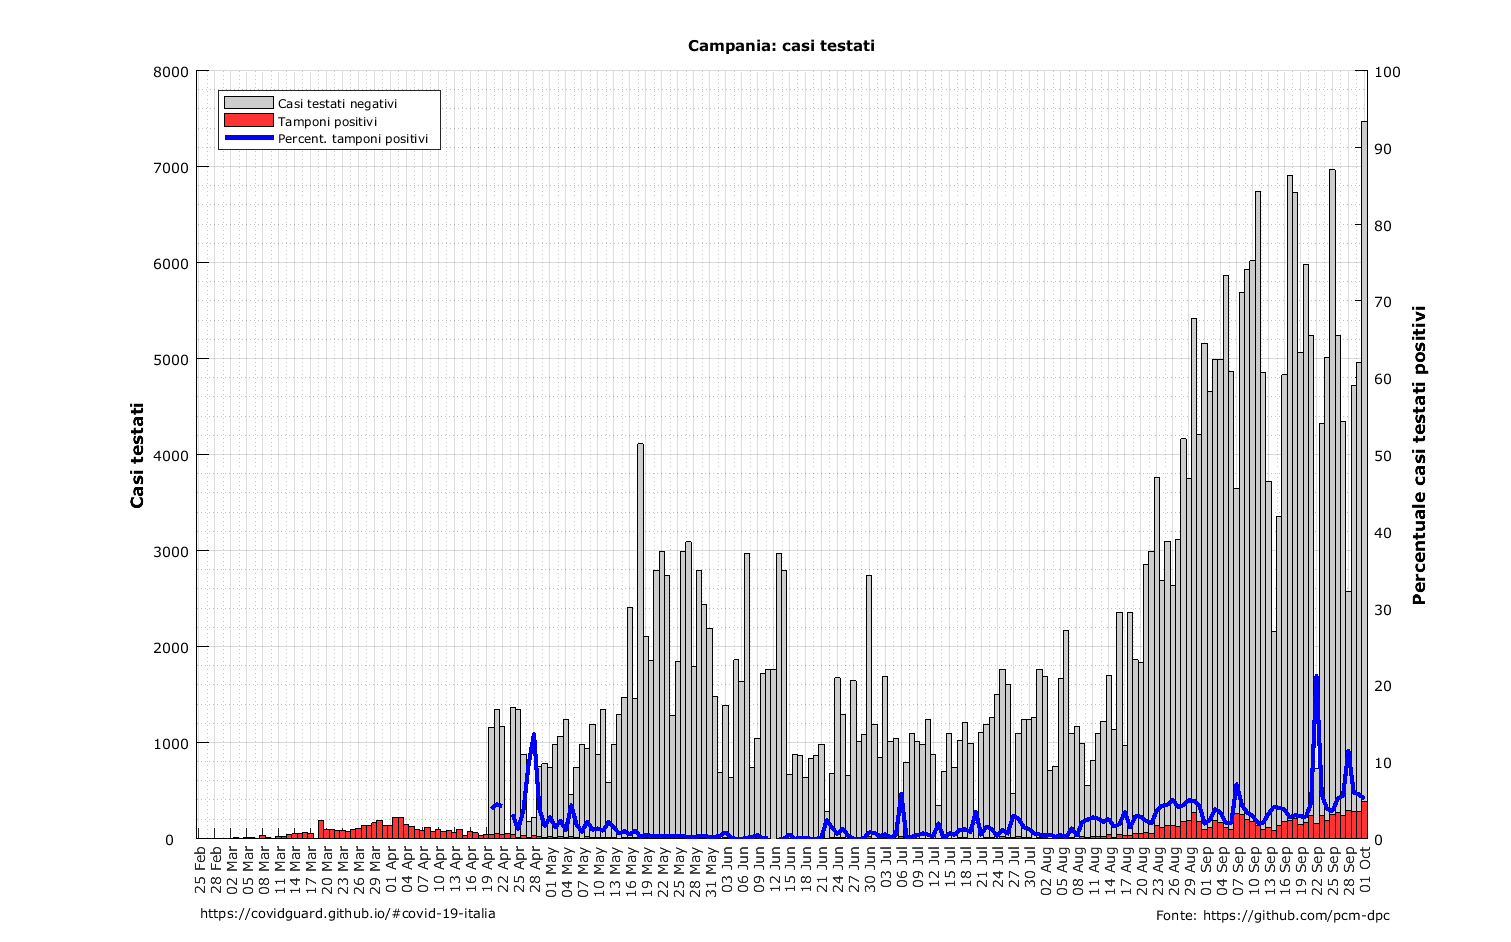 Campania: casi testati
Casi testati negativi
Tamponi positivi
Percent. tamponi positivi
Casi testati
8000
7000
6000
5000
4000
3000
2000
1000
0
100
90
80
70
60
50
40
30
20
10
0
Percentuale casi testati positivi
25 Feb
28 Feb
02 Mar
05 Mar
08 Mar
11 Mar
14 Mar
17 Mar
20 Mar
23 Mar
26 Mar
29 Mar
01 Apr
04 Apr
07 Apr
10 Apr
13 Apr
16 Apr
19 Apr
22 Apr
25 Apr
28 Apr
01 May
04 May
07 May
10 May
13 May
16 May
19 May
22 May
25 May
28 May
31 May
03 Jun
06 Jun
09 Jun
12 Jun
15 Jun
18 Jun
21 Jun
24 Jun
27 Jun
30 Jun
03 Jul
06 Jul
09 Jul
12 Jul
15 Jul
18 Jul
21 Jul
24 Jul
27 Jul
30 Jul
02 Aug
05 Aug
08 Aug
11 Aug
14 Aug
17 Aug
20 Aug
23 Aug
26 Aug
29 Aug
01 Sep
04 Sep
07 Sep
10 Sep
13 Sep
16 Sep
19 Sep
22 Sep
25 Sep
28 Sep
01 Oct
https://covidguard.github.io/#covid-19-italia
Fonte: https://github.com/pcm-dpc